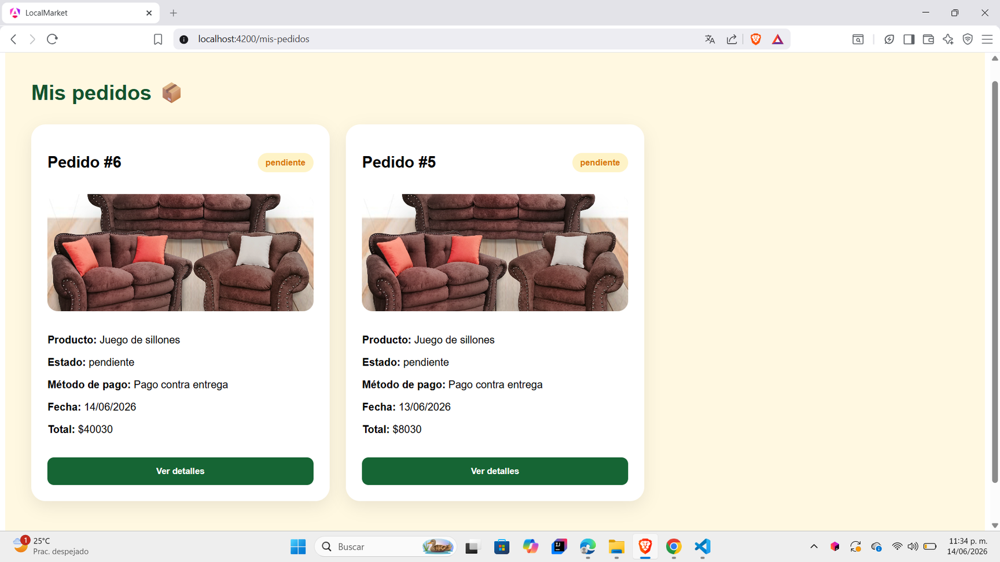 LocalMarket
localhost:4200/mis-pedidos
Mis pedidos
Pedido #6
pendiente
Producto: Juego de sillones
Estado: pendiente
Método de pago: Pago contra entrega
Fecha: 14/06/2026
Total: $40030
Ver detalles
Pedido #5
pendiente
Producto: Juego de sillones
Estado: pendiente
Método de pago: Pago contra entrega
Fecha: 13/06/2026
Total: $8030
Ver detalles
1
25°C
Prac. despejado
Buscar
11:34 p. m.
14/06/2026